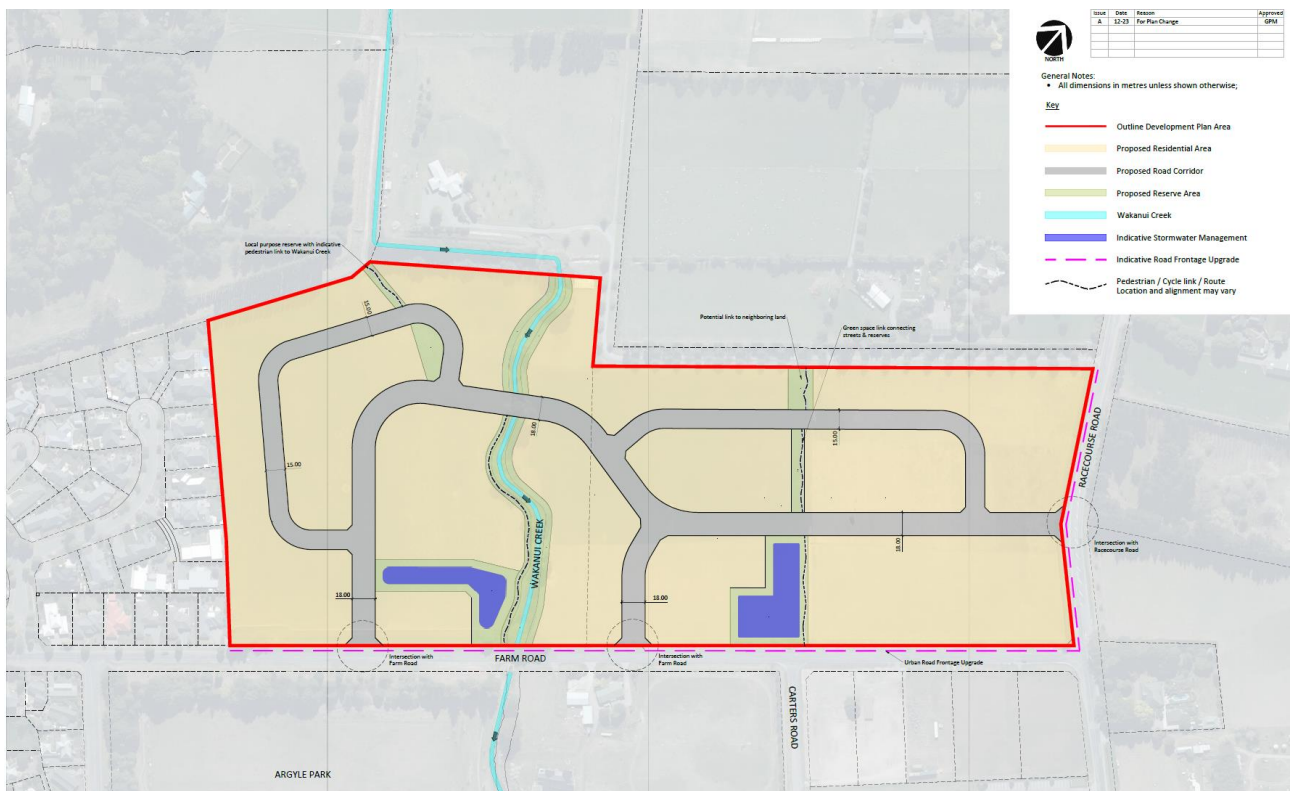 Issue Date Reason Approved
A 12-23 For Plan Change GPM
NORTH
General Notes:
• All dimensions in metres unless shown otherwise;
Key
Outline Development Plan Area
Proposed Residential Area
Proposed Road Corridor
Proposed Reserve Area
Wakanui Creek
Indicative Stormwater Management
Indicative Road Frontage Upgrade
Pedestrian / Cycle link / Route
Location and alignment may vary
Local purpose reserve with indicative
pedestrian link to Wakanui Creek
15.00
Potential link to neighboring land
Green space link connecting
streets & reserves
18.00
15.00
15.00
RACECOURSE ROAD
18.00
Intersection with
Racecourse Road
WAKANUI CREEK
18.00
18.00
Intersection with
Farm Road
FARM ROAD
Intersection with
Farm Road
Urban Road Frontage Upgrade
CARTERS ROAD
ARGYLE PARK